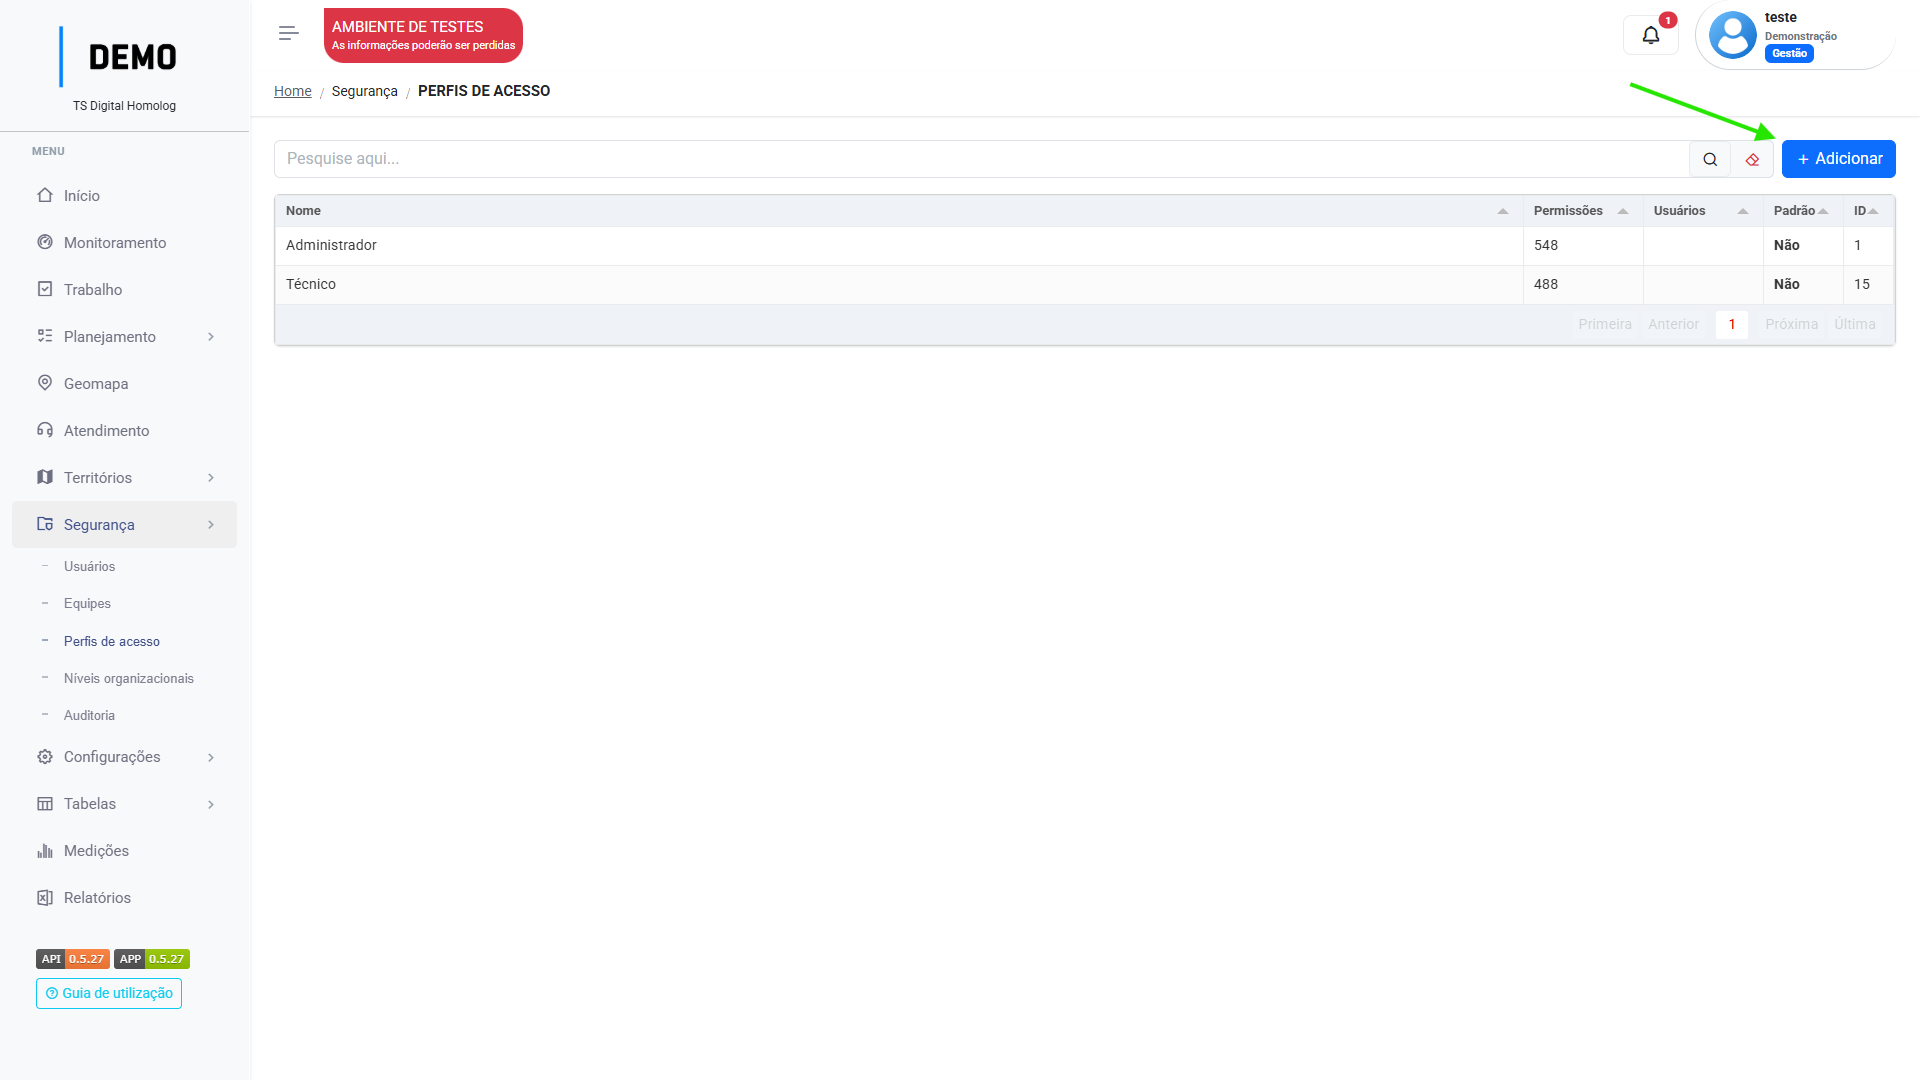 DEMO
TS Digital Homolog
MENU
Início
Monitoramento
Trabalho
Planejamento
Geomapa
Atendimento
Territórios
Segurança
Usuários
Equipes
Perfis de acesso
Níveis organizacionais
Auditoria
Configurações
Tabelas
Medições
Relatórios
API 0.5.27 APP 0.5.27
Guia de utilização
AMBIENTE DE TESTES
As informações poderão ser perdidas
1
teste
Demonstração
Gestão
Home / Segurança / PERFIS DE ACESSO
Pesquise aqui...
+ Adicionar
Nome Permissões Usuários Padrão ID
Administrador 548 Não 1
Técnico 488 Não 15
Primeira Anterior 1 Próxima Última